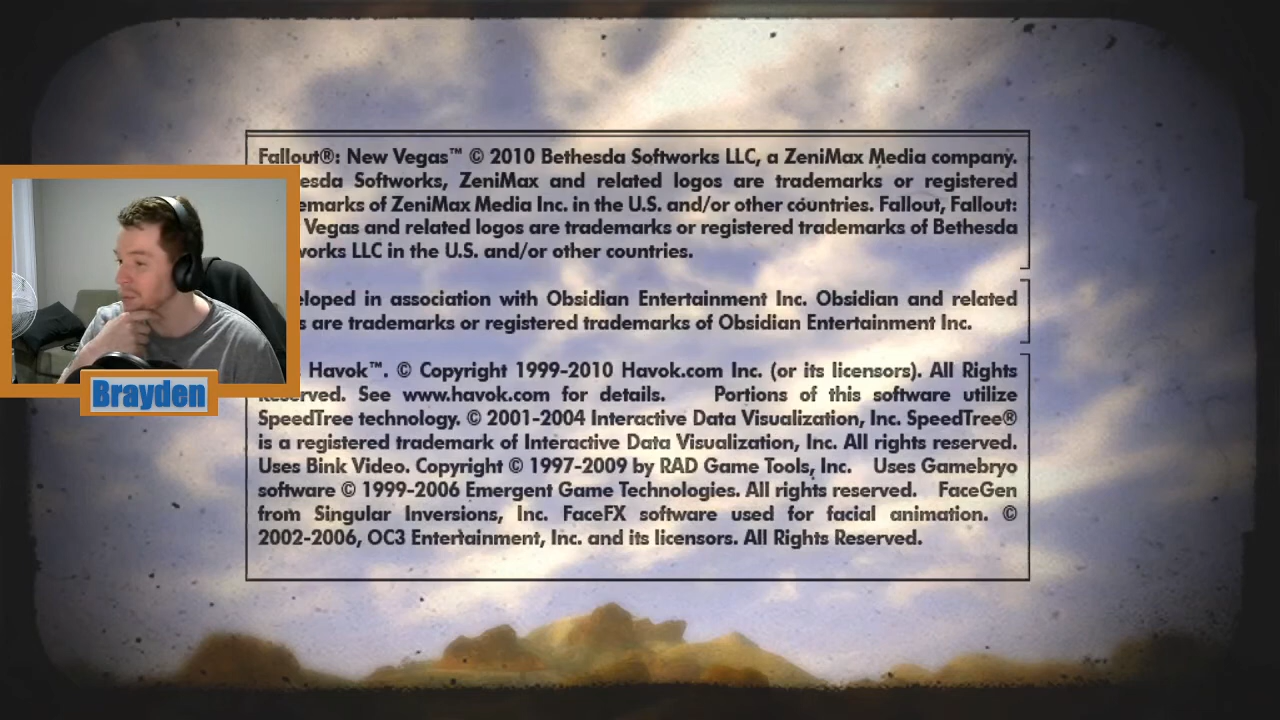 Fallout®: New Vegas™ © 2010 Bethesda Softworks LLC, a ZeniMax Media company.
Softworks, ZeniMax and related logos are trademarks or registered
of ZeniMax Media Inc. in the U.S. and/or other countries. Fallout, Fallout:
Vegas and related logos are trademarks or registered trademarks of Bethesda
LLC in the U.S. and/or other countries.
in association with Obsidian Entertainment Inc. Obsidian and related
are trademarks or registered trademarks of Obsidian Entertainment Inc.
Havok™. © Copyright 1999-2010 Havok.com Inc. (or its licensors). All Rights
Reserved. See www.havok.com for details. Portions of this software utilize
SpeedTree technology. © 2001-2004 Interactive Data Visualization, Inc. SpeedTree®
is a registered trademark of Interactive Data Visualization, Inc. All rights reserved.
Uses Bink Video. Copyright © 1997-2009 by RAD Game Tools, Inc. Uses Gamebryo
software © 1999-2006 Emergent Game Technologies. All rights reserved. FaceGen
from Singular Inversions, Inc. FaceFX software used for facial animation. ©
2002-2006, OC3 Entertainment, Inc. and its licensors. All Rights Reserved.
Brayden